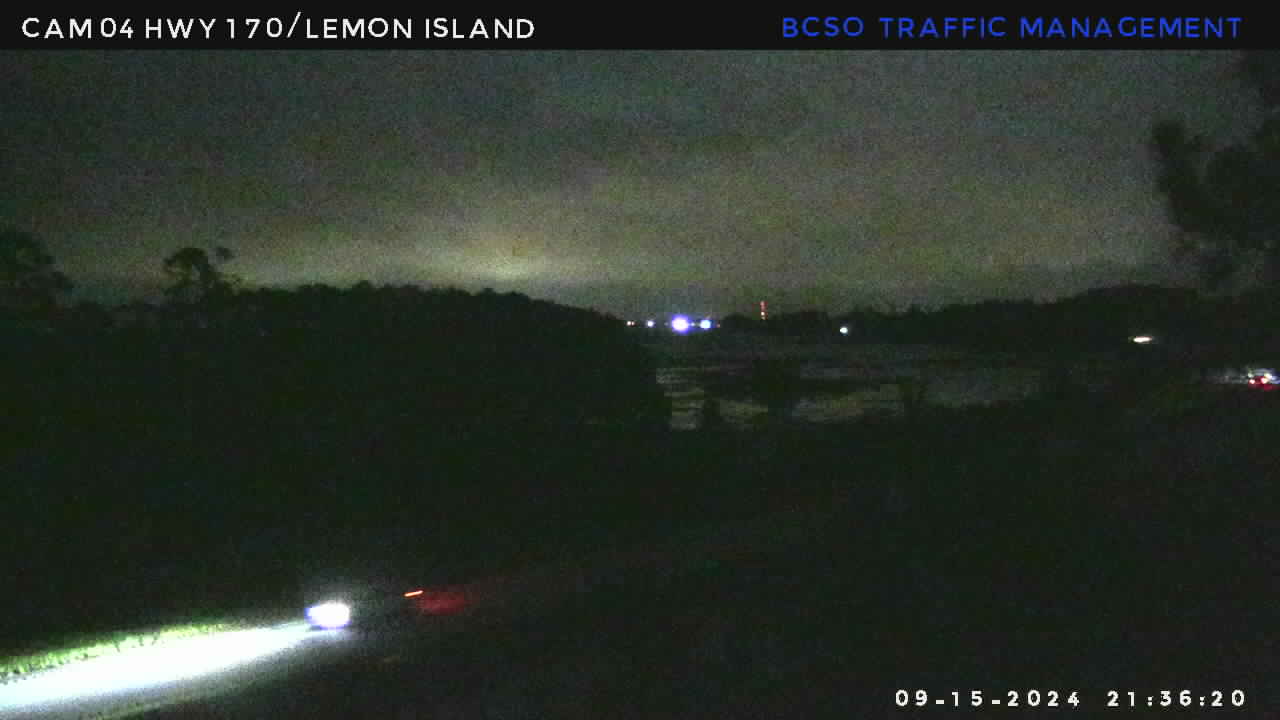 CAM04 HWY 170/LEMON ISLAND
BCSO TRAFFIC MANAGEMENT
09-15-2024 21:36:20